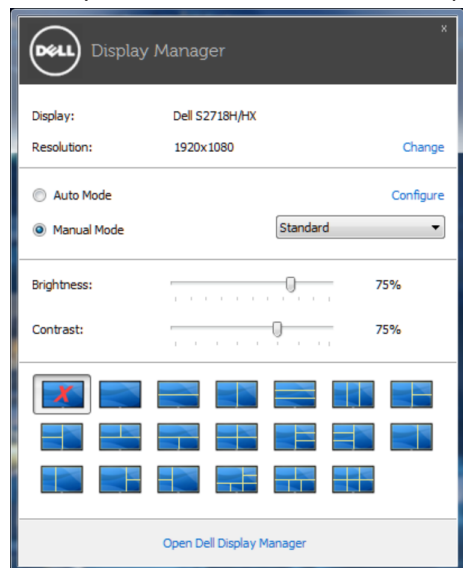 x
DELL Display Manager
Display: Dell S2718H/HX
Resolution: 1920x1080 Change
Auto Mode Configure
Manual Mode Standard
Brightness: 75%
Contrast: 75%
Open Dell Display Manager